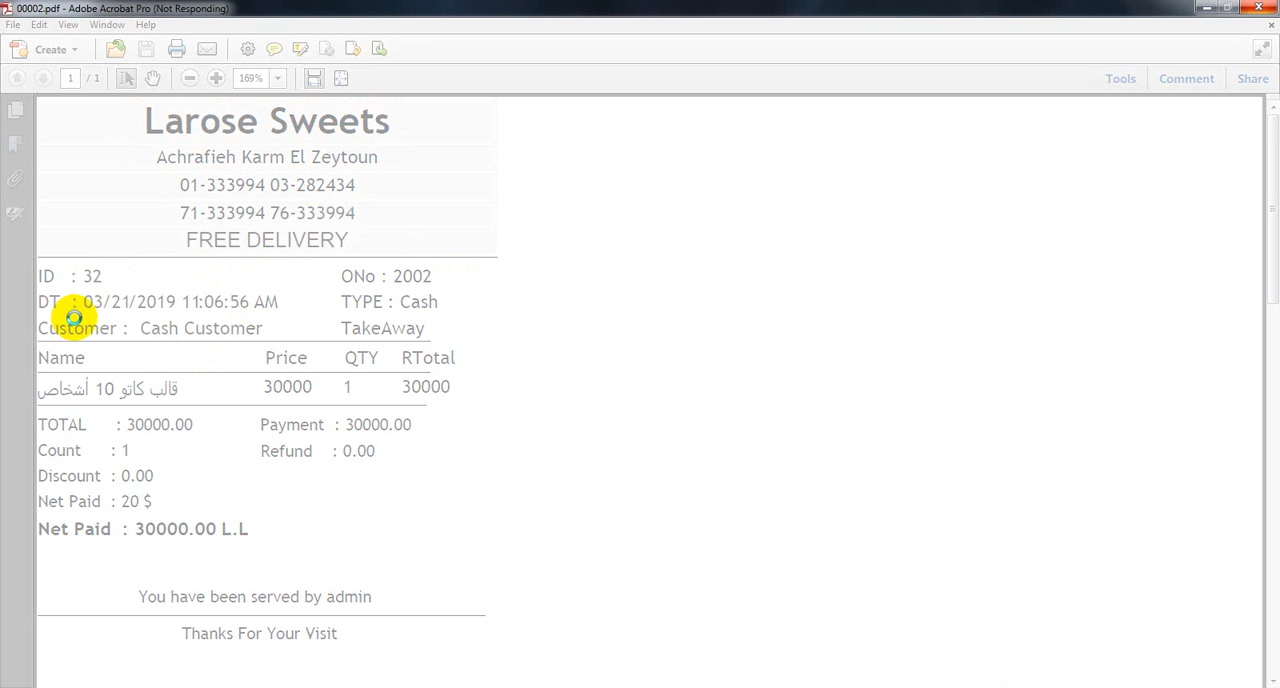 00002.pdf - Adobe Acrobat Pro (Not Responding)
File Edit View Window Help
Create
1 / 1 169% Tools Comment Share
Larose Sweets
Achrafieh Karm El Zeytoun
01-333994 03-282434
71-333994 76-333994
FREE DELIVERY
ID : 32 ONo : 2002
DT : 03/21/2019 11:06:56 AM TYPE : Cash
Customer : Cash Customer TakeAway
Name Price QTY RTotal
قالب كاتو 10 أشخاص 30000 1 30000
TOTAL : 30000.00 Payment : 30000.00
Count : 1 Refund : 0.00
Discount : 0.00
Net Paid : 20 $
Net Paid : 30000.00 L.L
You have been served by admin
Thanks For Your Visit